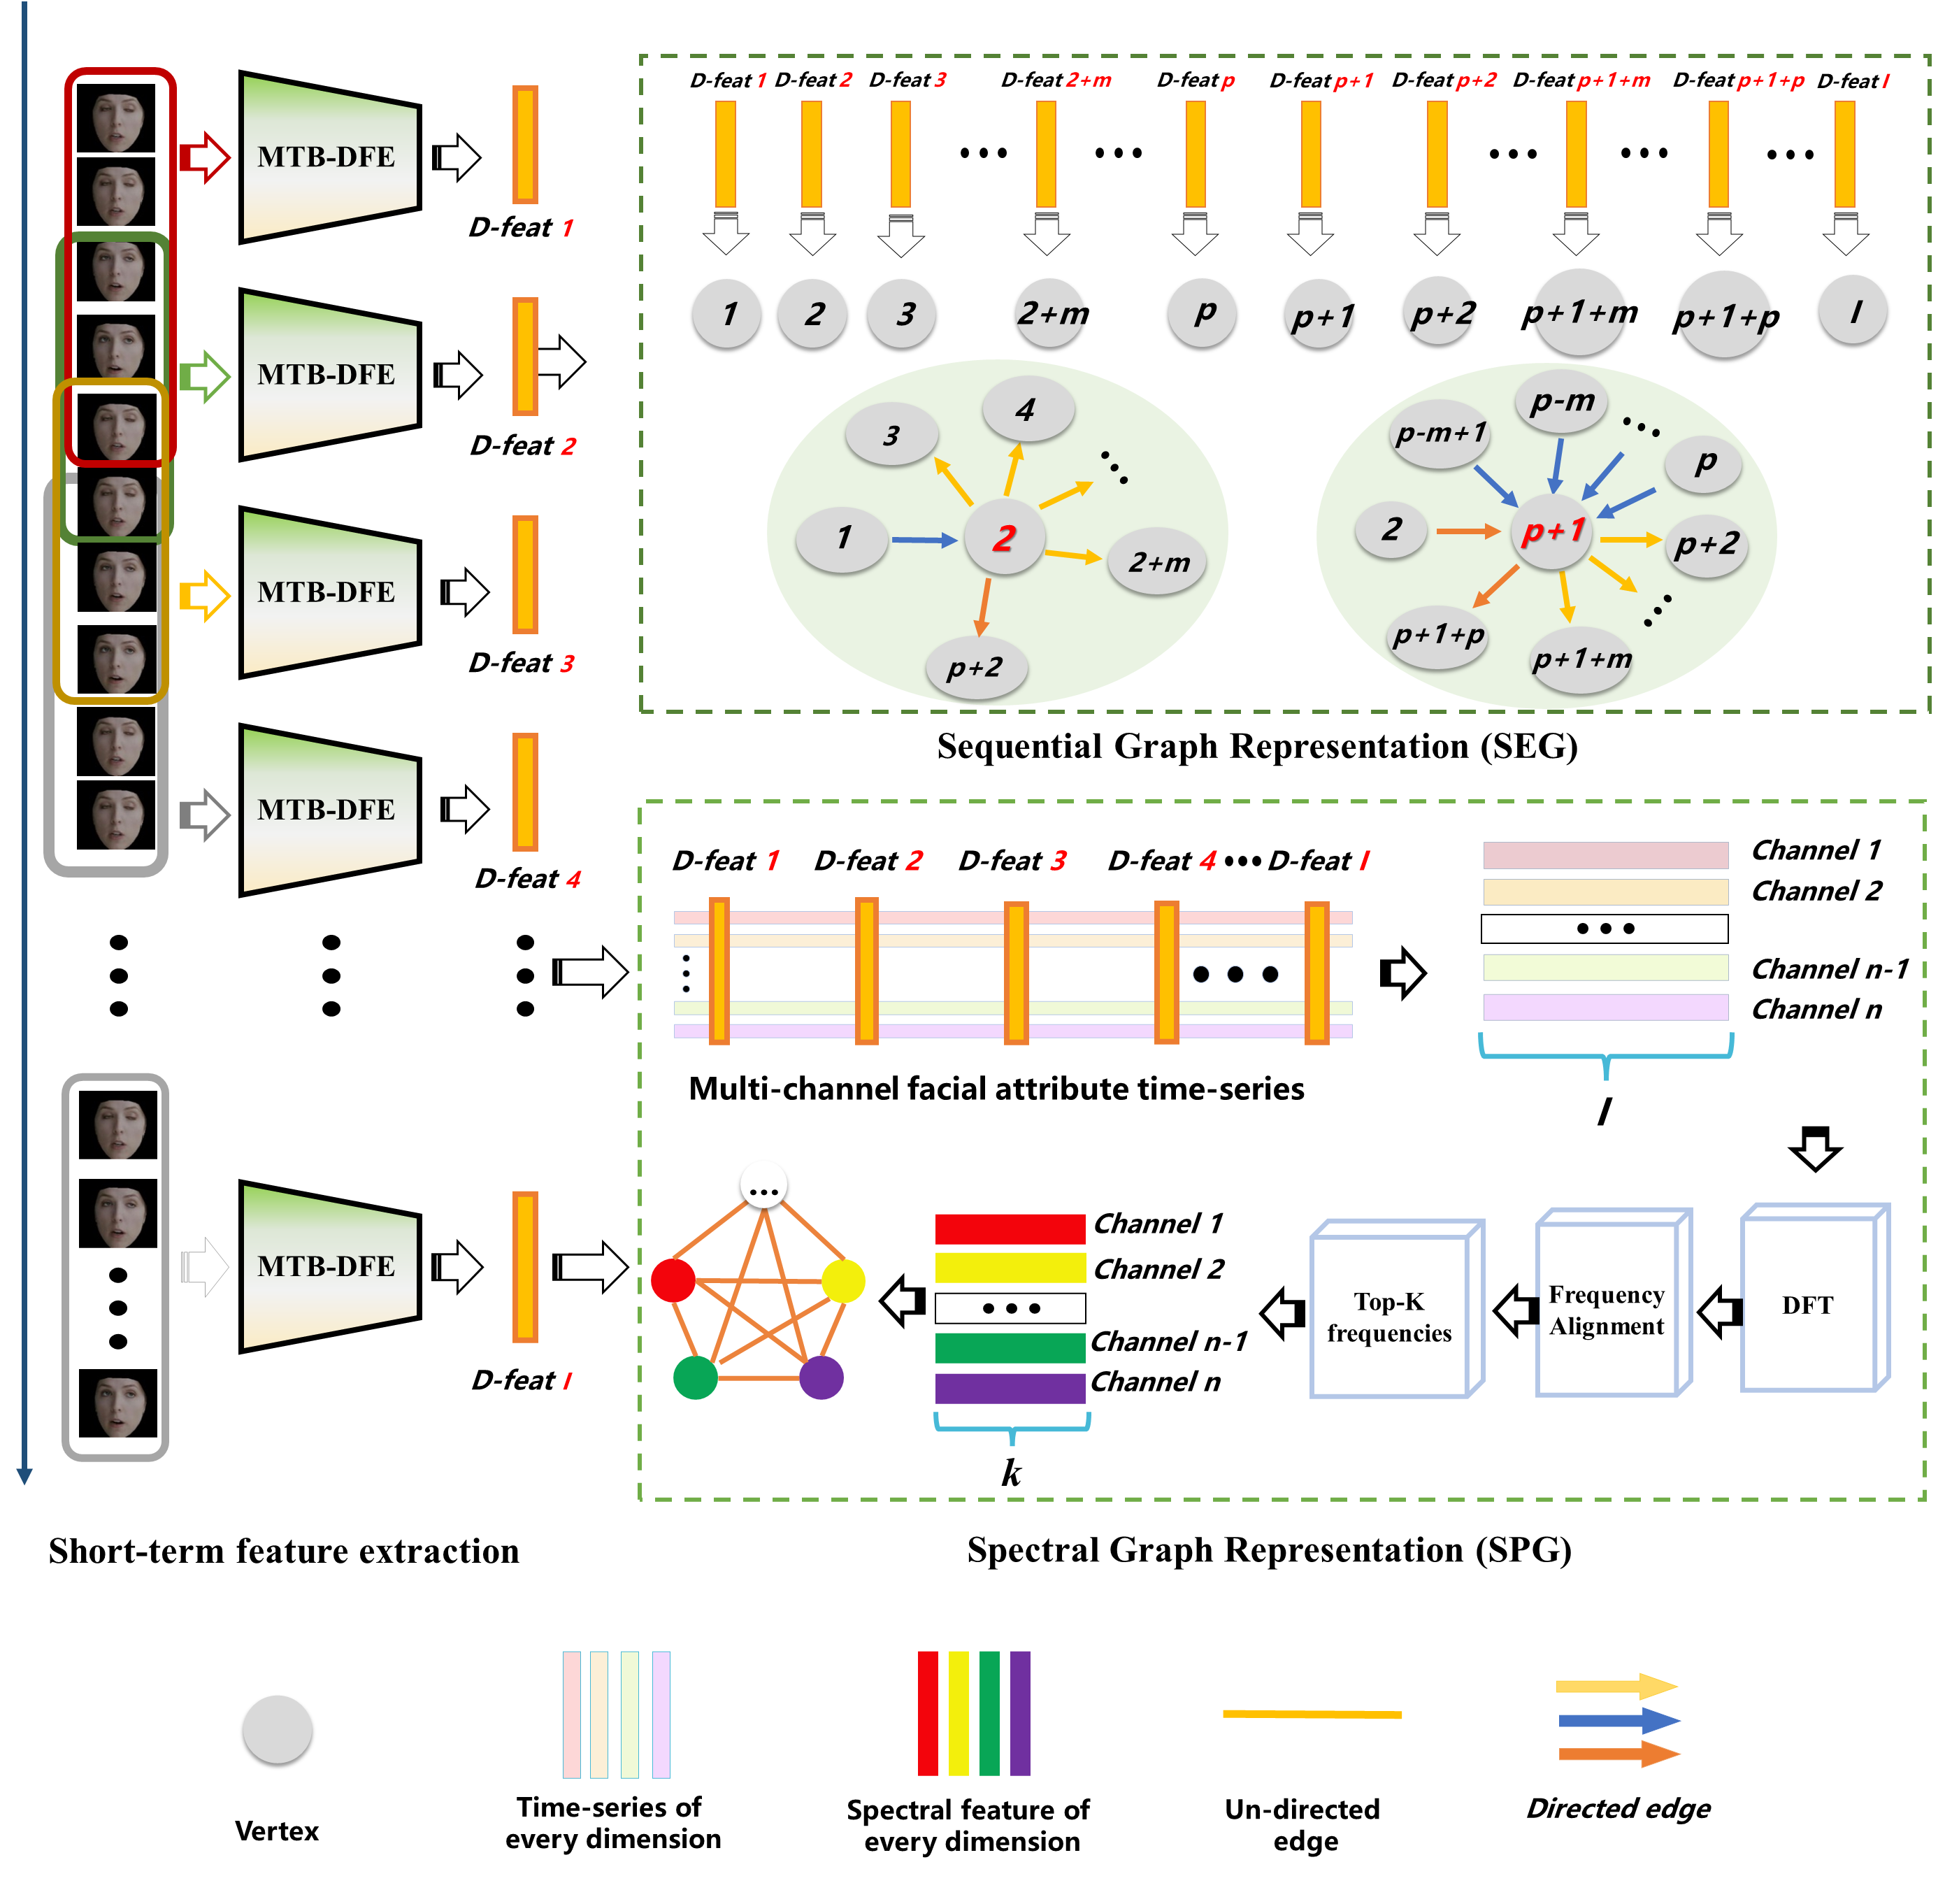 MTB-DFE
D-feat 1
MTB-DFE
D-feat 2
MTB-DFE
D-feat 3
MTB-DFE
D-feat 4
MTB-DFE
D-feat l
Short-term feature extraction
D-feat 1 D-feat 2 D-feat 3 D-feat 2+m D-feat p D-feat p+1 D-feat p+2 D-feat p+1+m D-feat p+1+p D-feat l
1 2 3 2+m p p+1 p+2 p+1+m p+1+p l
4
3
1
2
2+m
p+2
p-m
p-m+1
p
2
p+1
p+2
p+1+p
p+1+m
Sequential Graph Representation (SEG)
D-feat 1 D-feat 2 D-feat 3 D-feat 4 ••• D-feat l
Multi-channel facial attribute time-series
Channel 1
Channel 2
Channel n-1
Channel n
l
DFT
Frequency
Alignment
Top-K
frequencies
Channel 1
Channel 2
Channel n-1
Channel n
k
...
Spectral Graph Representation (SPG)
Vertex
Time-series of
every dimension
Spectral feature of
every dimension
Un-directed
edge
Directed edge